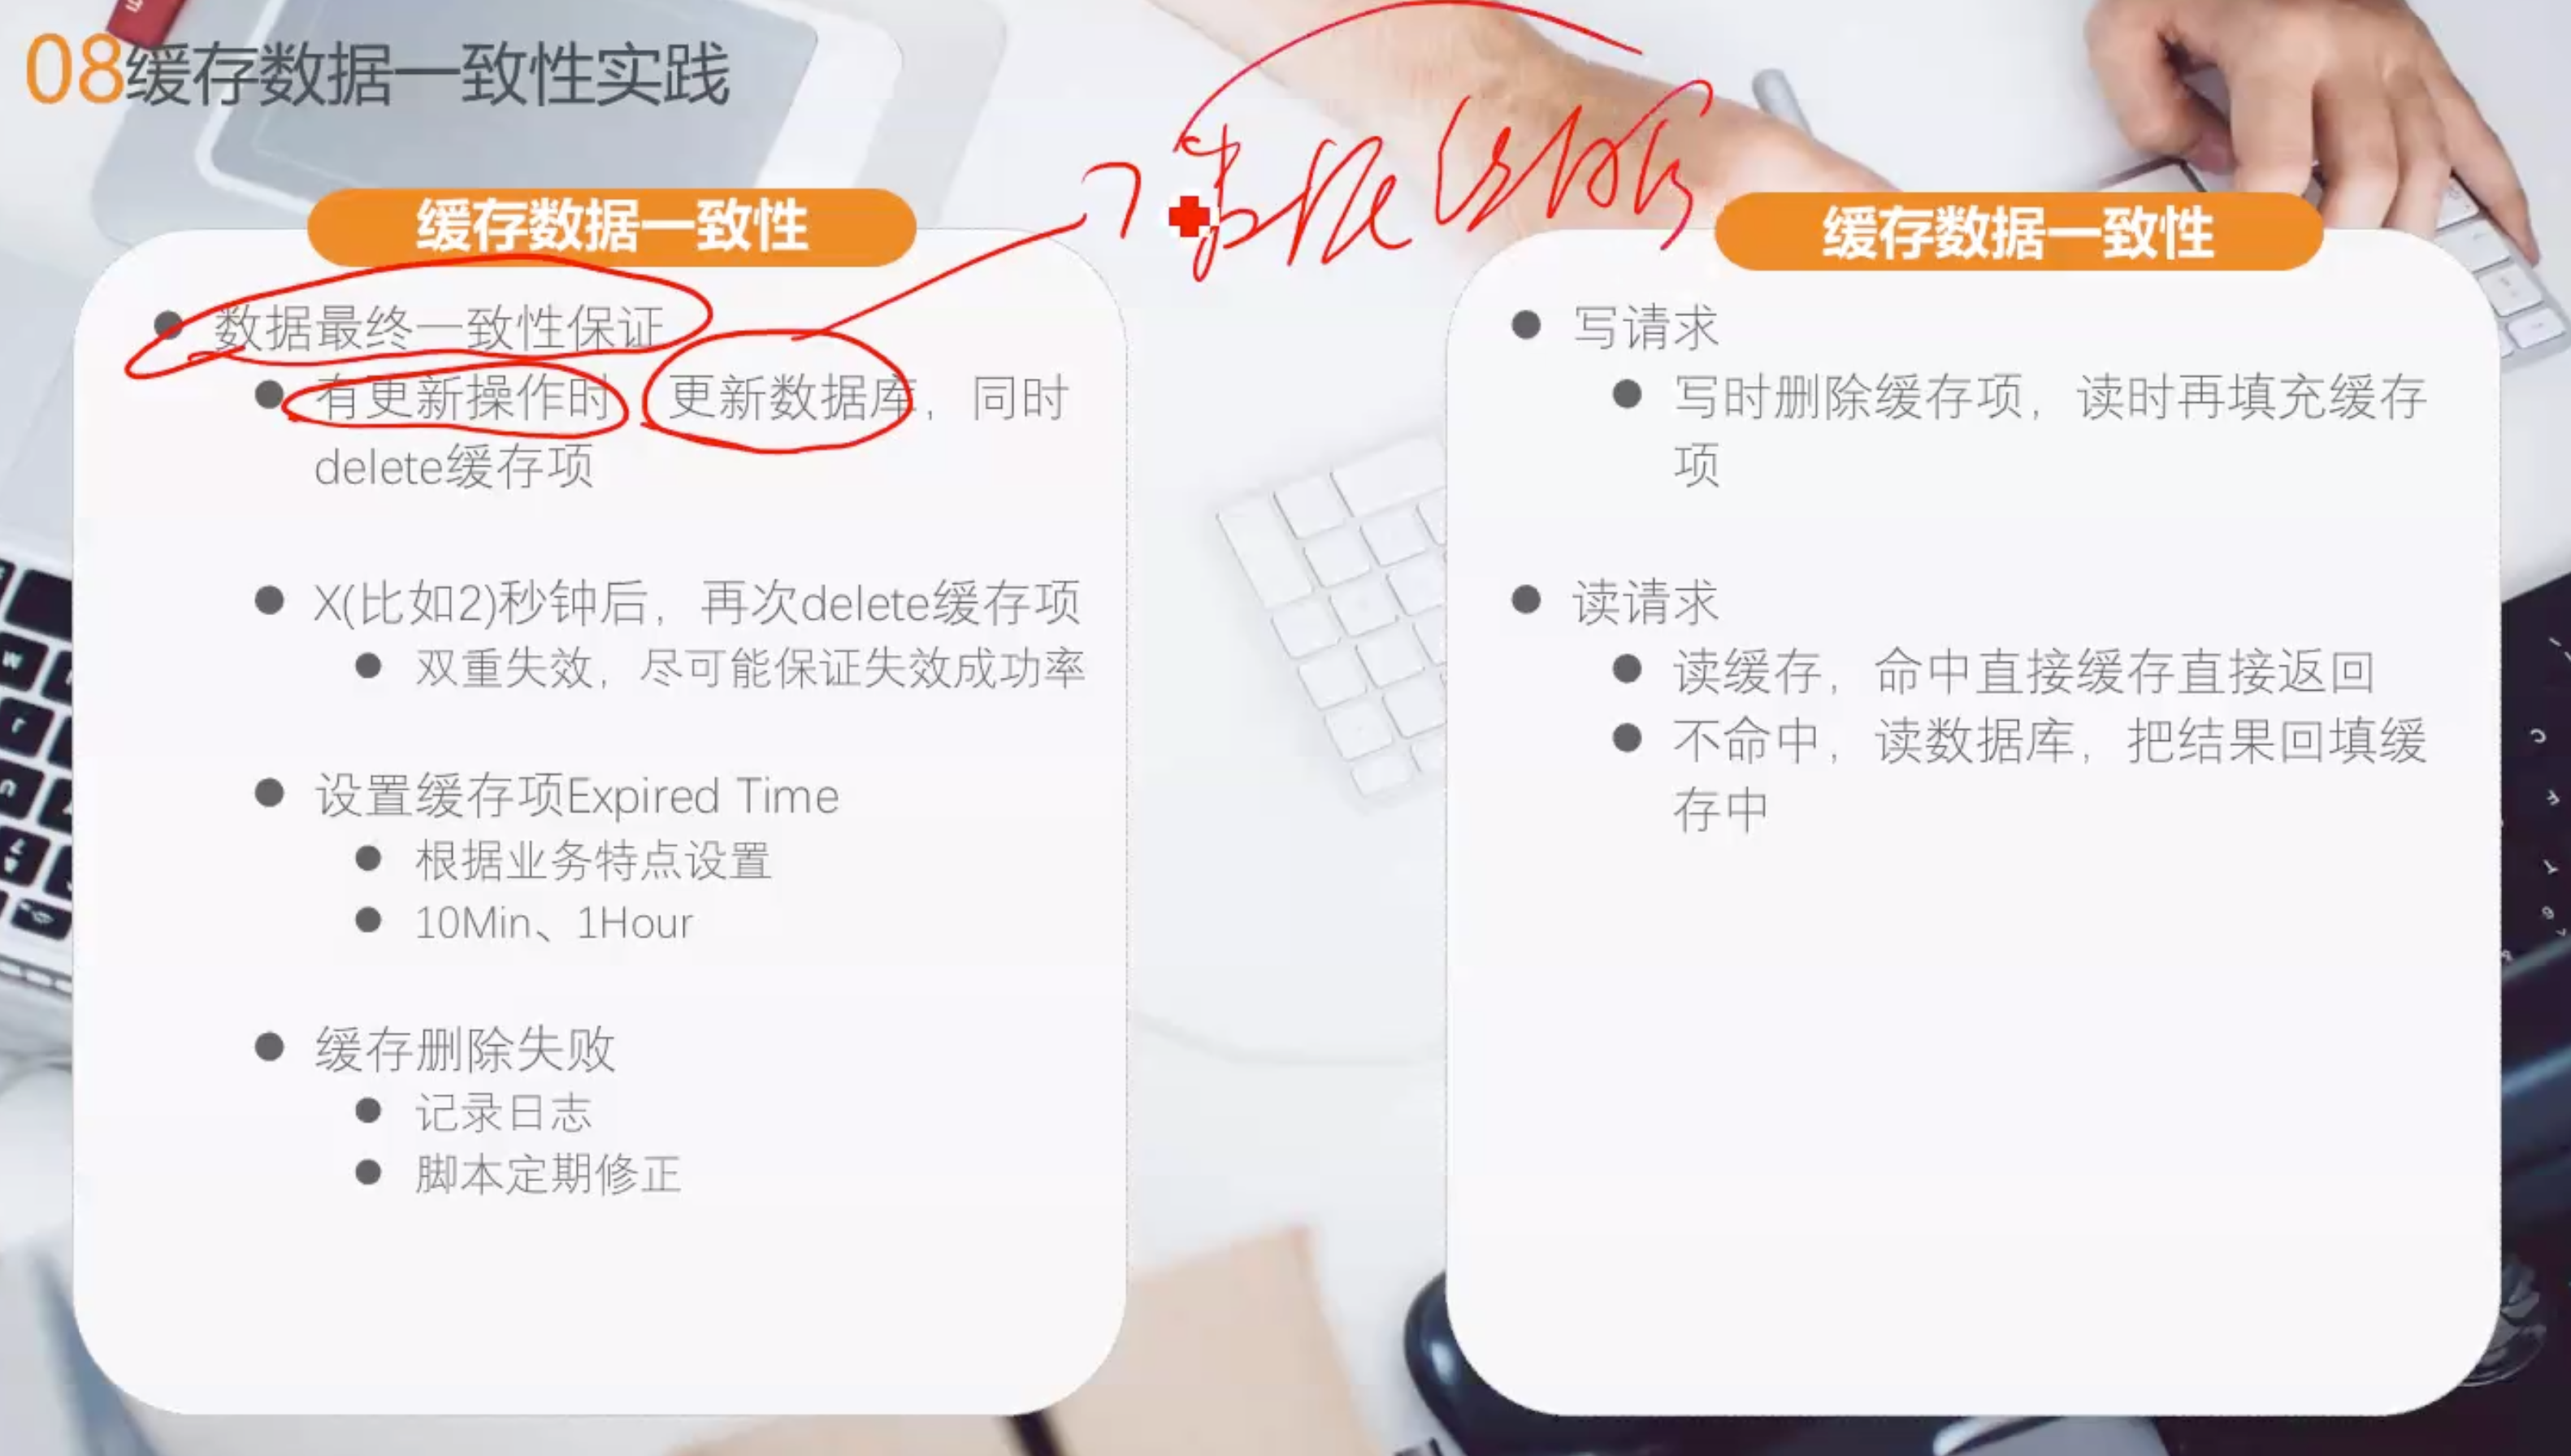 08缓存数据一致性实践
缓存数据一致性
数据最终一致性保证
有更新操作时 更新数据库，同时
delete缓存项
X(比如2)秒钟后，再次delete缓存项
双重失效，尽可能保证失效成功率
设置缓存项Expired Time
根据业务特点设置
10Min、1Hour
缓存删除失败
记录日志
脚本定期修正
缓存数据一致性
写请求
写时删除缓存项，读时再填充缓存
项
读请求
读缓存，命中直接缓存直接返回
不命中，读数据库，把结果回填缓
存中